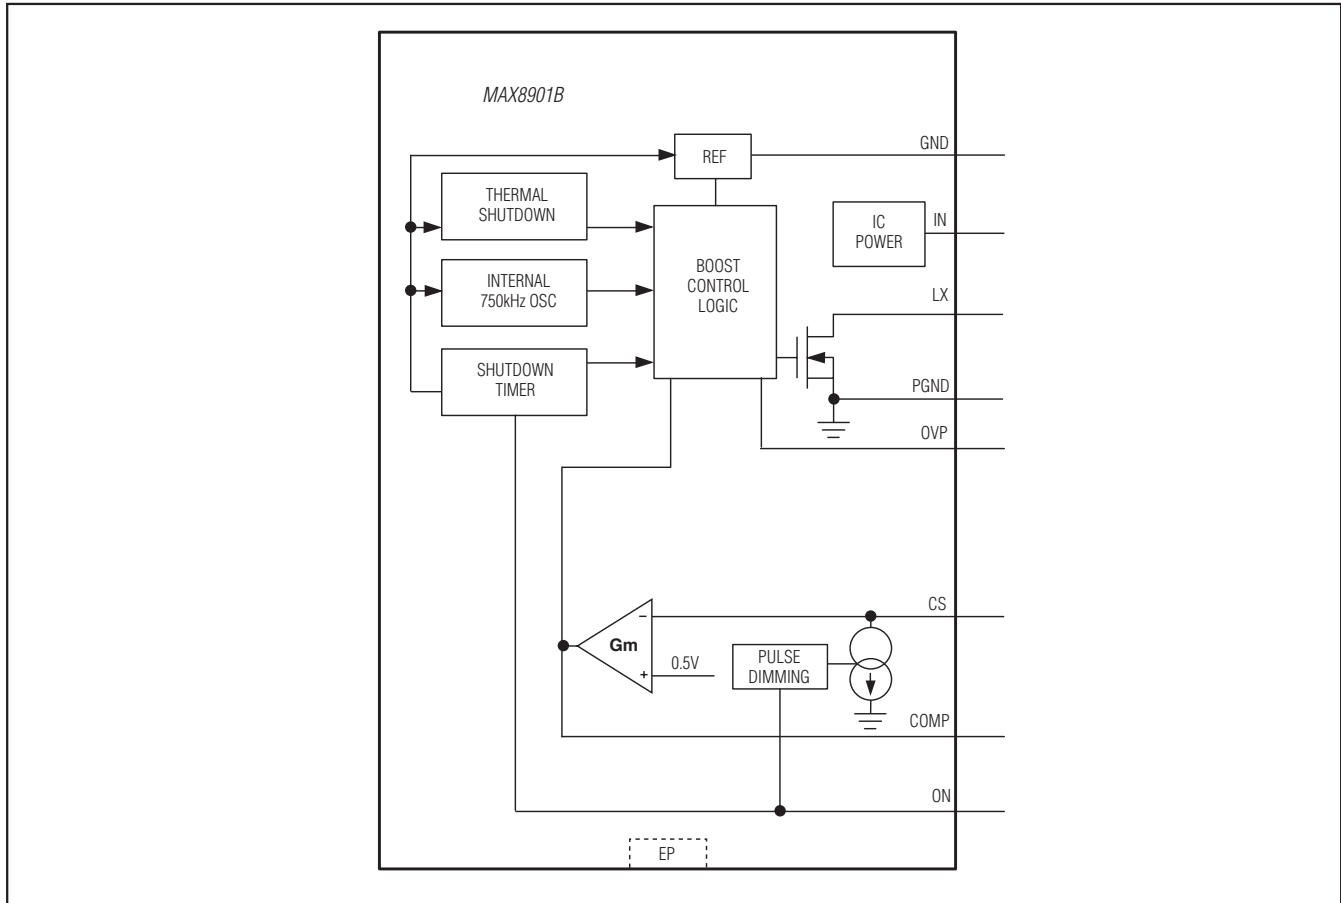 MAX8901B
REF
GND
THERMAL
SHUTDOWN
IC
POWER
IN
INTERNAL
750kHz OSC
BOOST
CONTROL
LOGIC
LX
SHUTDOWN
TIMER
PGND
OVP
CS
−
Gm
+
0.5V
PULSE
DIMMING
COMP
ON
EP